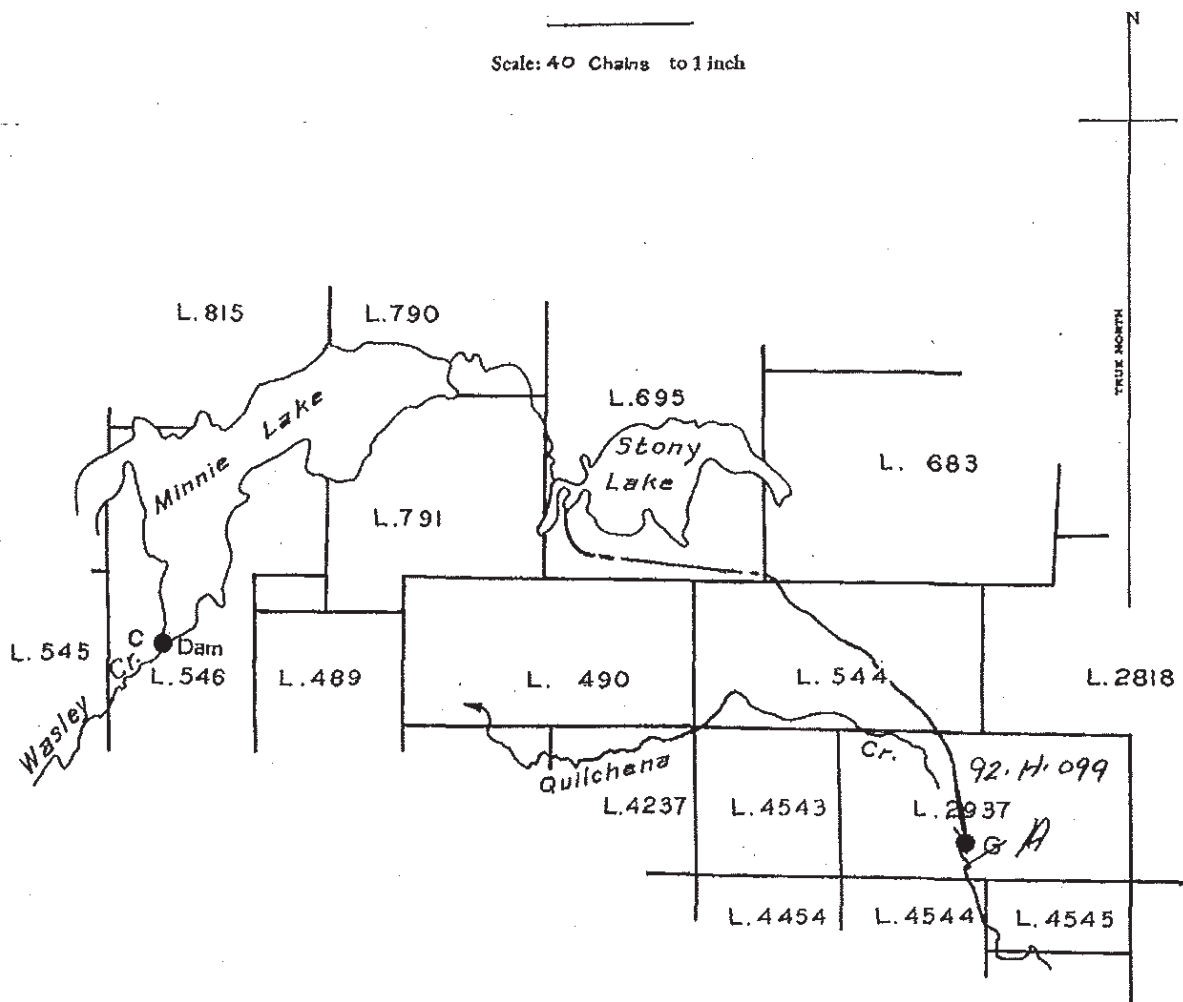 N
Scale: 40 Chains to 1 inch
TRUE NORTH
L. 815
L. 790
L. 695
Stony
Lake
L. 683
Minnie Lake
L. 791
C
Dam
L. 545
Wasley Cr.
L. 546
L. 489
L. 490
L. 544
L. 2818
Quilchena Cr.
92.H.099
L. 4237
L. 4543
L. 2937
G A
L. 4454
L. 4544
L. 4545